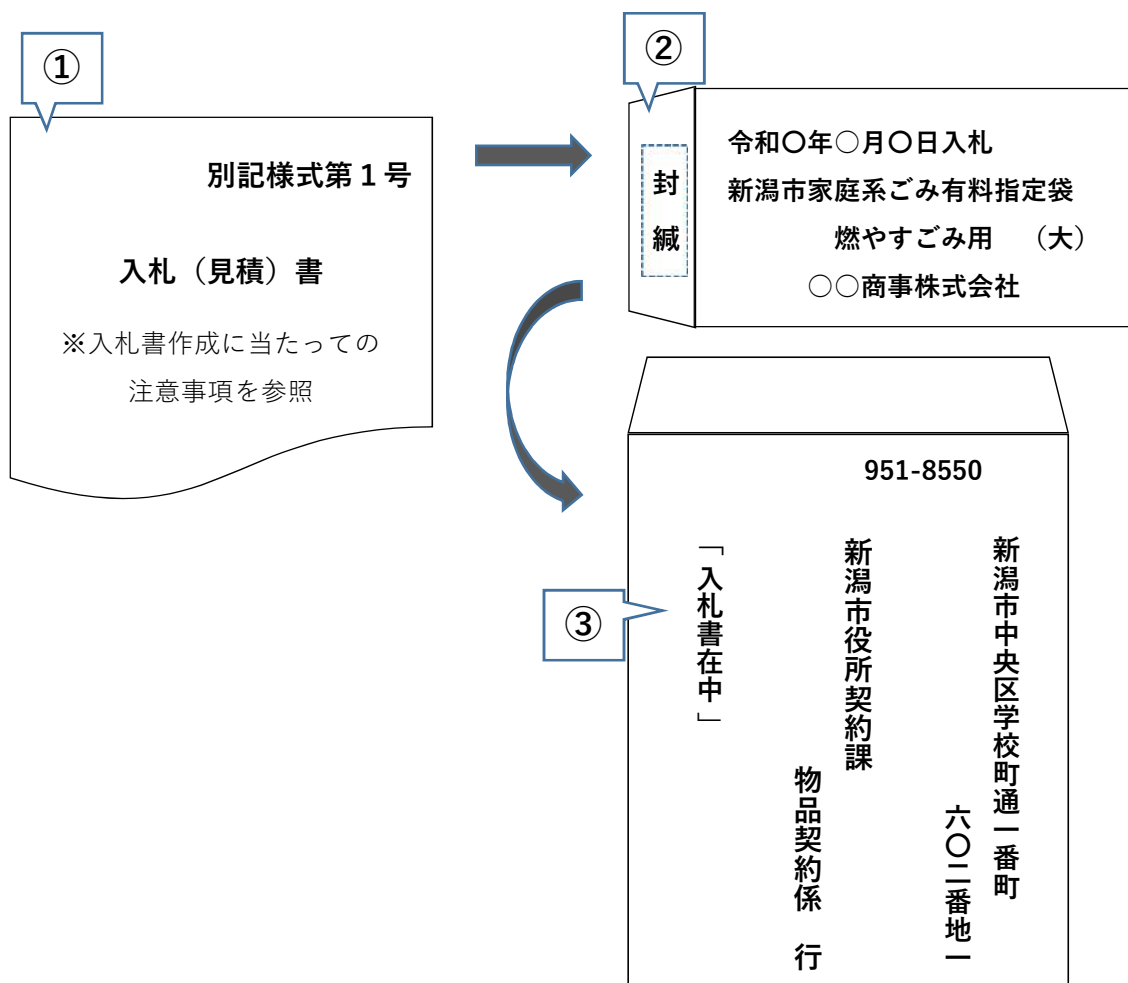 ①
別記様式第１号
入札（見積）書
※入札書作成に当たっての
注意事項を参照
②
封緘
令和〇年○月〇日入札
新潟市家庭系ごみ有料指定袋
燃やすごみ用　（大）
○○商事株式会社
951-8550
新潟市中央区学校町通一番町
六〇二番地一
新潟市役所契約課
物品契約係　行
③
「入札書在中」